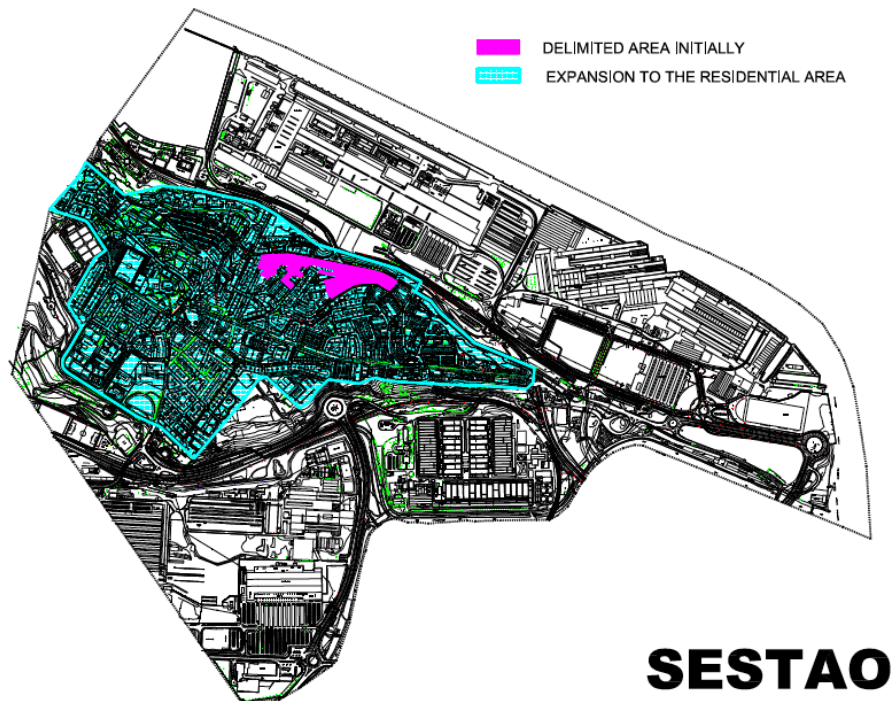 DELIMITED AREA INITIALLY
EXPANSION TO THE RESIDENTIAL AREA
SESTAO